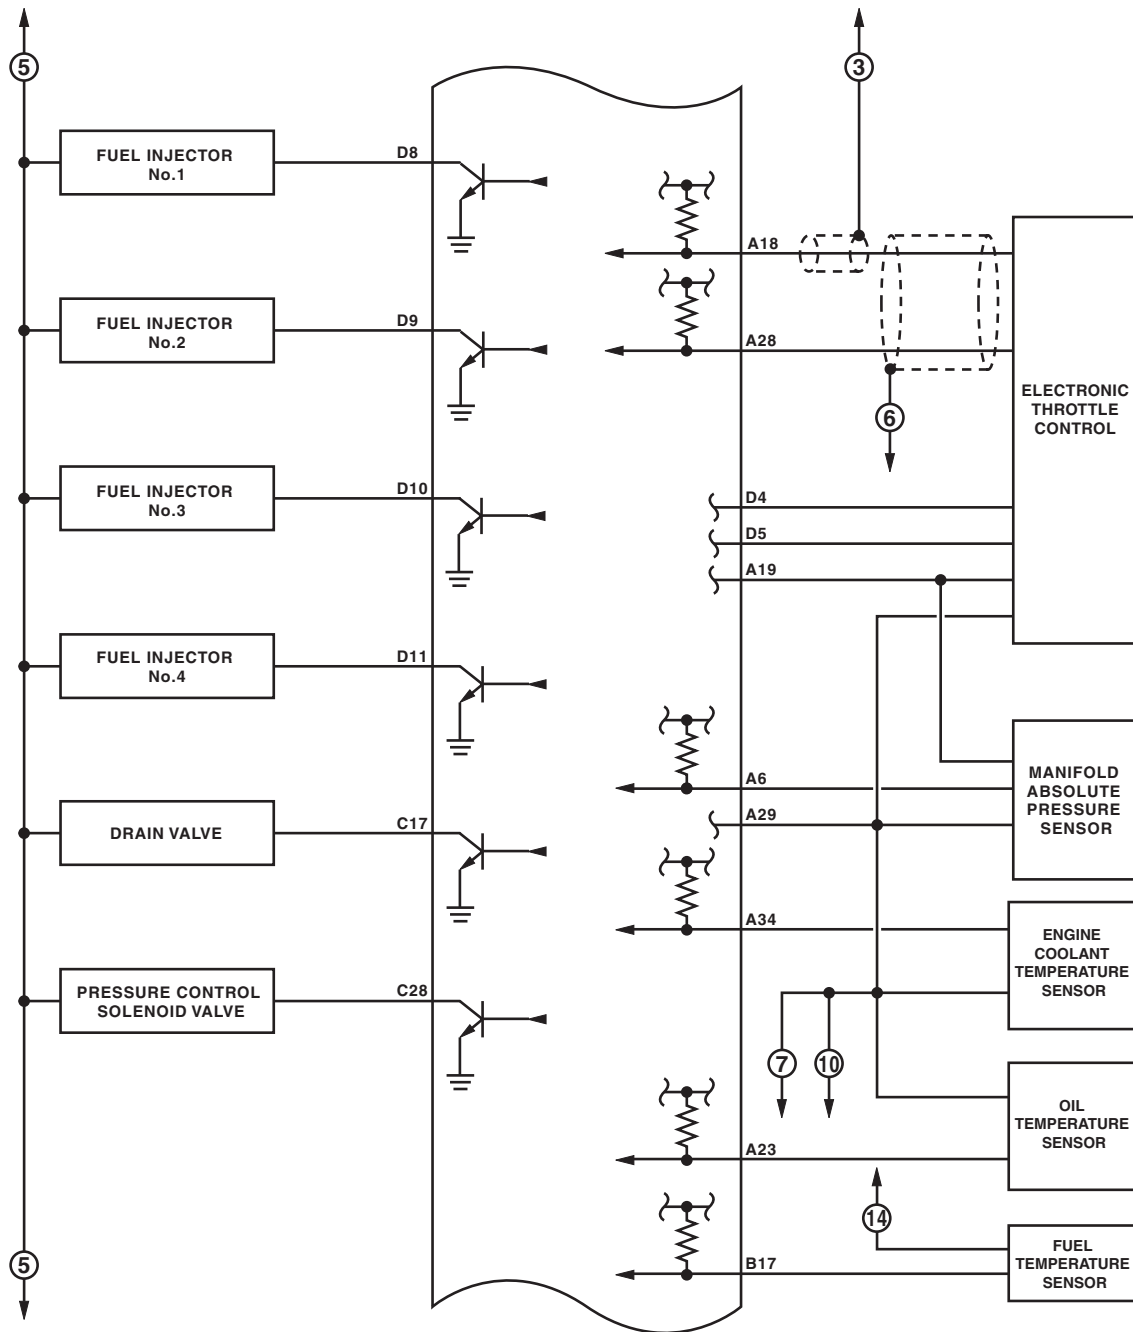 5
3
FUEL INJECTOR
No.1
D8
A18
FUEL INJECTOR
No.2
D9
A28
6
ELECTRONIC
THROTTLE
CONTROL
FUEL INJECTOR
No.3
D10
D4
D5
A19
FUEL INJECTOR
No.4
D11
A6
A29
MANIFOLD
ABSOLUTE
PRESSURE
SENSOR
DRAIN VALVE
C17
A34
ENGINE
COOLANT
TEMPERATURE
SENSOR
PRESSURE CONTROL
SOLENOID VALVE
C28
7
10
OIL
TEMPERATURE
SENSOR
A23
14
FUEL
TEMPERATURE
SENSOR
B17
5